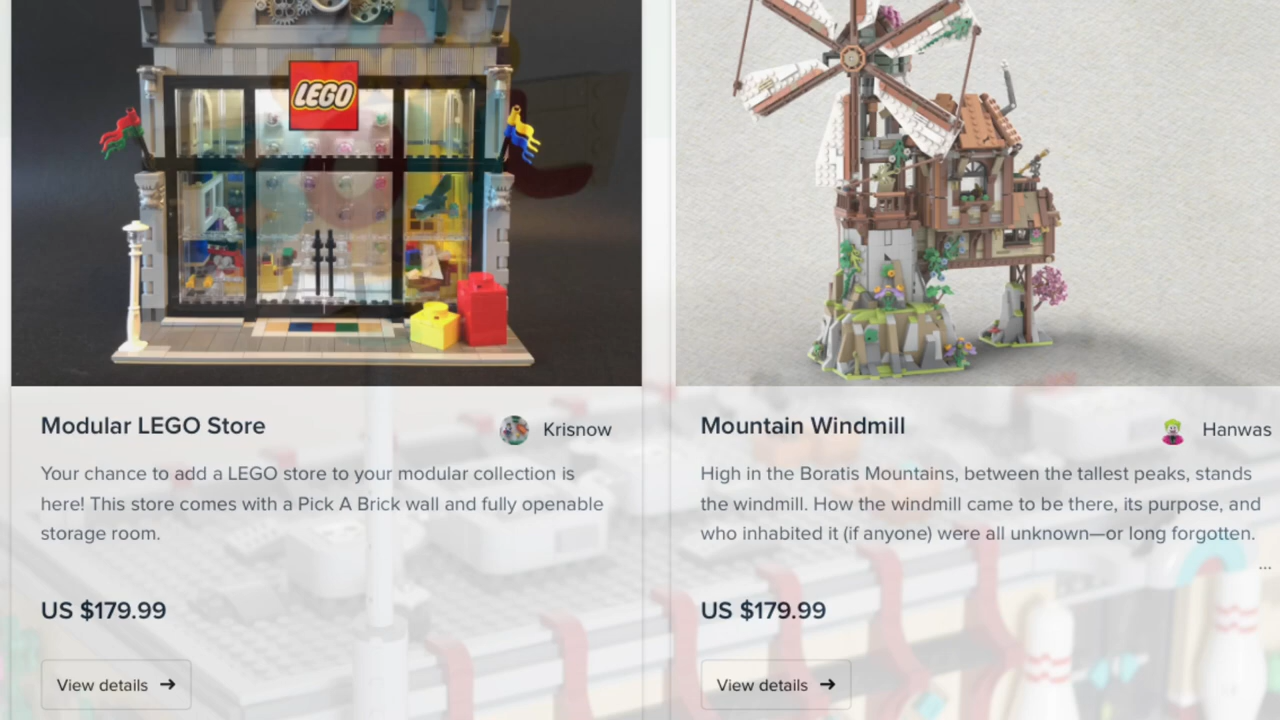 LEGO
Modular LEGO Store
Krisnow
Your chance to add a LEGO store to your modular collection is
here! This store comes with a Pick A Brick wall and fully openable
storage room.
US $179.99
View details →
Mountain Windmill
Hanwas
High in the Boratis Mountains, between the tallest peaks, stands
the windmill. How the windmill came to be there, its purpose, and
who inhabited it (if anyone) were all unknown—or long forgotten.
...
US $179.99
View details →